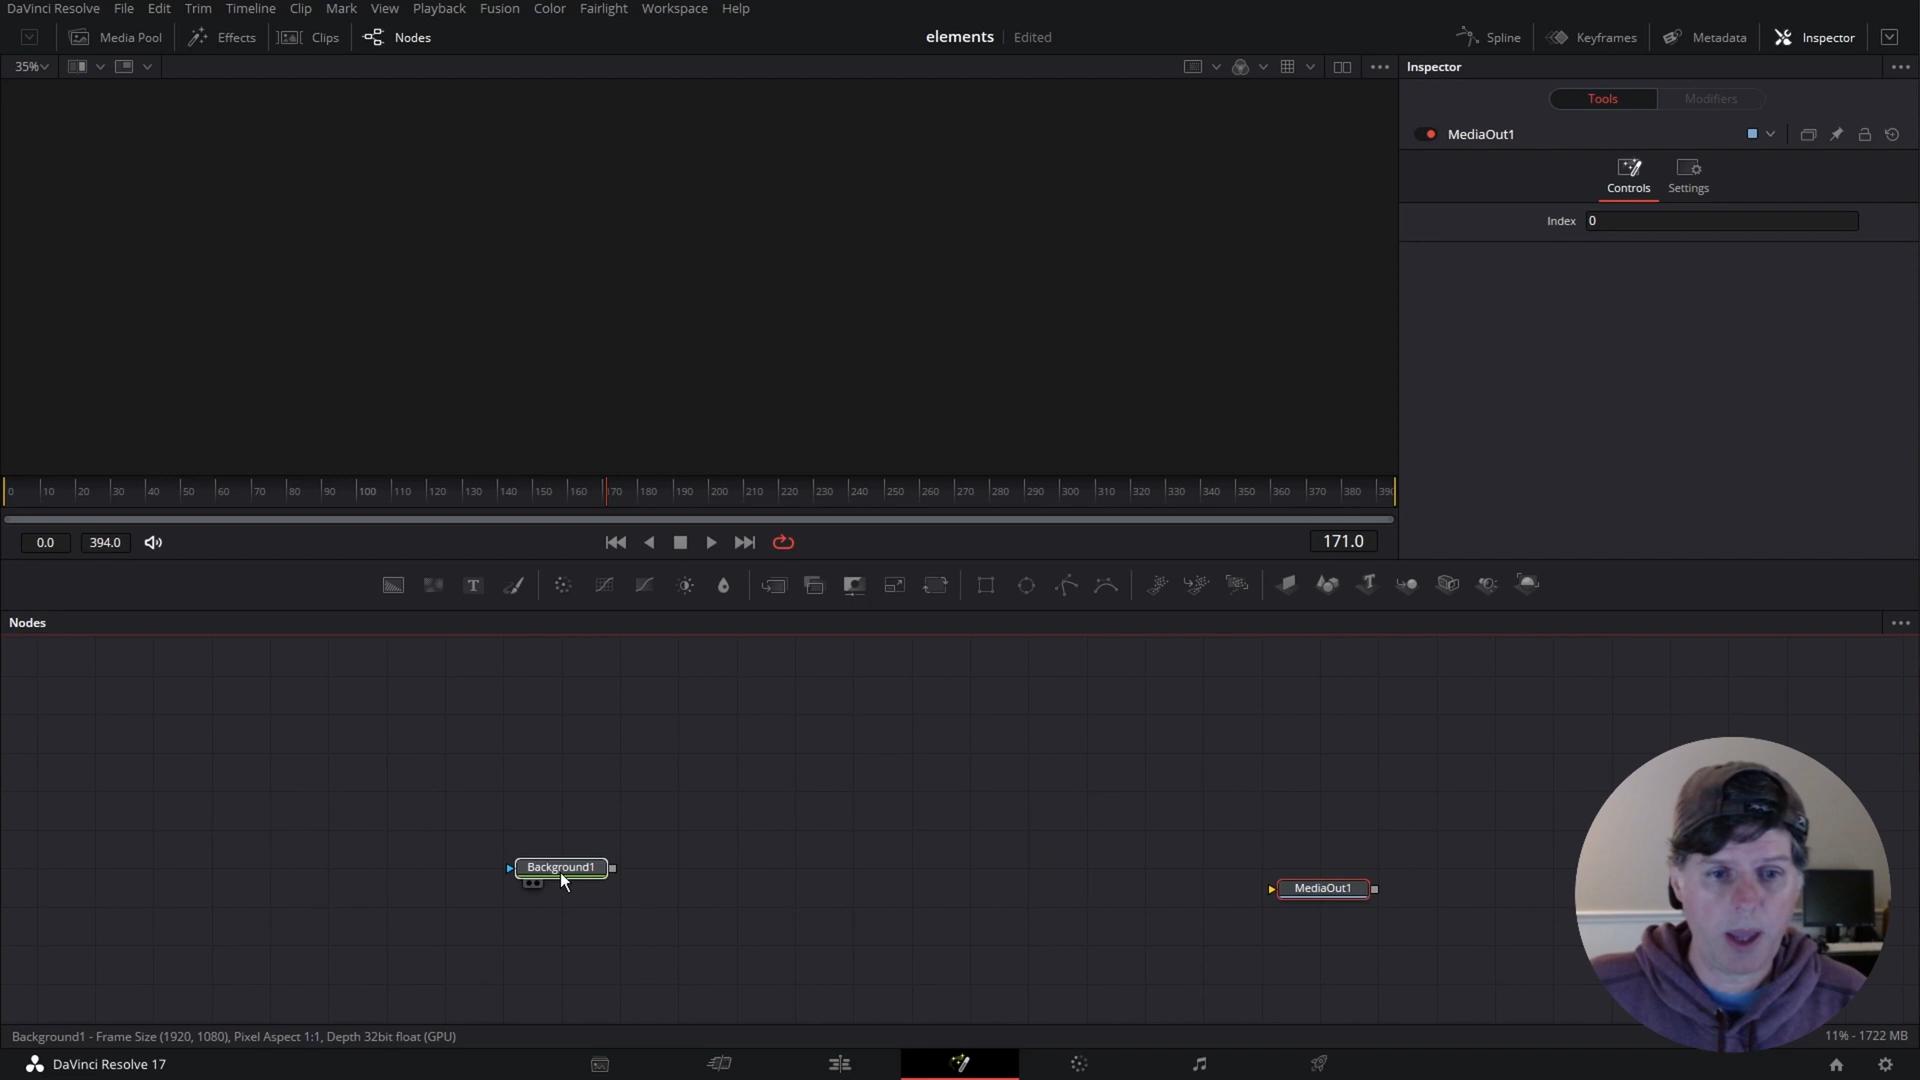 DaVinci Resolve File Edit Trim Timeline Clip Mark View Playback Fusion Color Fairlight Workspace Help
Media Pool Effects Clips Nodes elements Edited Spline Keyframes Metadata Inspector
35% Inspector
Tools Modifiers
MediaOut1
Controls Settings
Index 0
0 10 20 30 40 50 60 70 80 90 100 110 120 130 140 150 160 170 180 190 200 210 220 230 240 250 260 270 280 290 300 310 320 330 340 350 360 370 380 390
0.0 394.0 171.0
T
Nodes
Background1
MediaOut1
Background1 - Frame Size (1920, 1080), Pixel Aspect 1:1, Depth 32bit float (GPU) 11% - 1722 MB
DaVinci Resolve 17